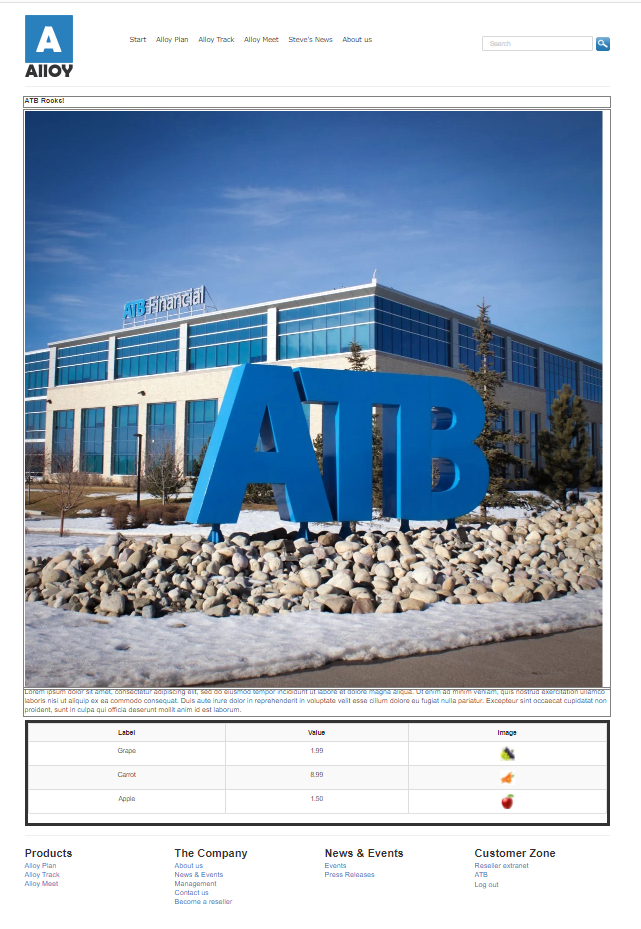 A
Alloy
Start Alloy Plan Alloy Track Alloy Meet Steve's News About us
Search
ATB Rocks!
ATB Financial
ATB
Lorem ipsum dolor sit amet, consectetur adipiscing elit, sed do eiusmod tempor incididunt ut labore et dolore magna aliqua. Ut enim ad minim veniam, quis nostrud exercitation ullamco
laboris nisi ut aliquip ex ea commodo consequat. Duis aute irure dolor in reprehenderit in voluptate velit esse cillum dolore eu fugiat nulla pariatur. Excepteur sint occaecat cupidatat non
proident, sunt in culpa qui officia deserunt mollit anim id est laborum.
Label Value Image
Grape 1.99
Carrot 8.99
Apple 1.50
Products The Company News & Events Customer Zone
Alloy Plan About us Events Reseller extranet
Alloy Track News & Events Press Releases ATB
Alloy Meet Management Log out
Contact us
Become a reseller